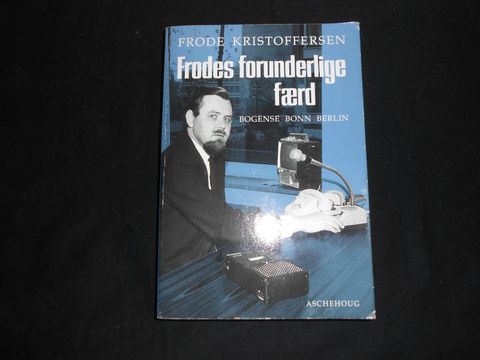 FRODE KRISTOFFERSEN
Frodes forunderlige
færd
BOGENSE BONN BERLIN
ASCHEHOUG